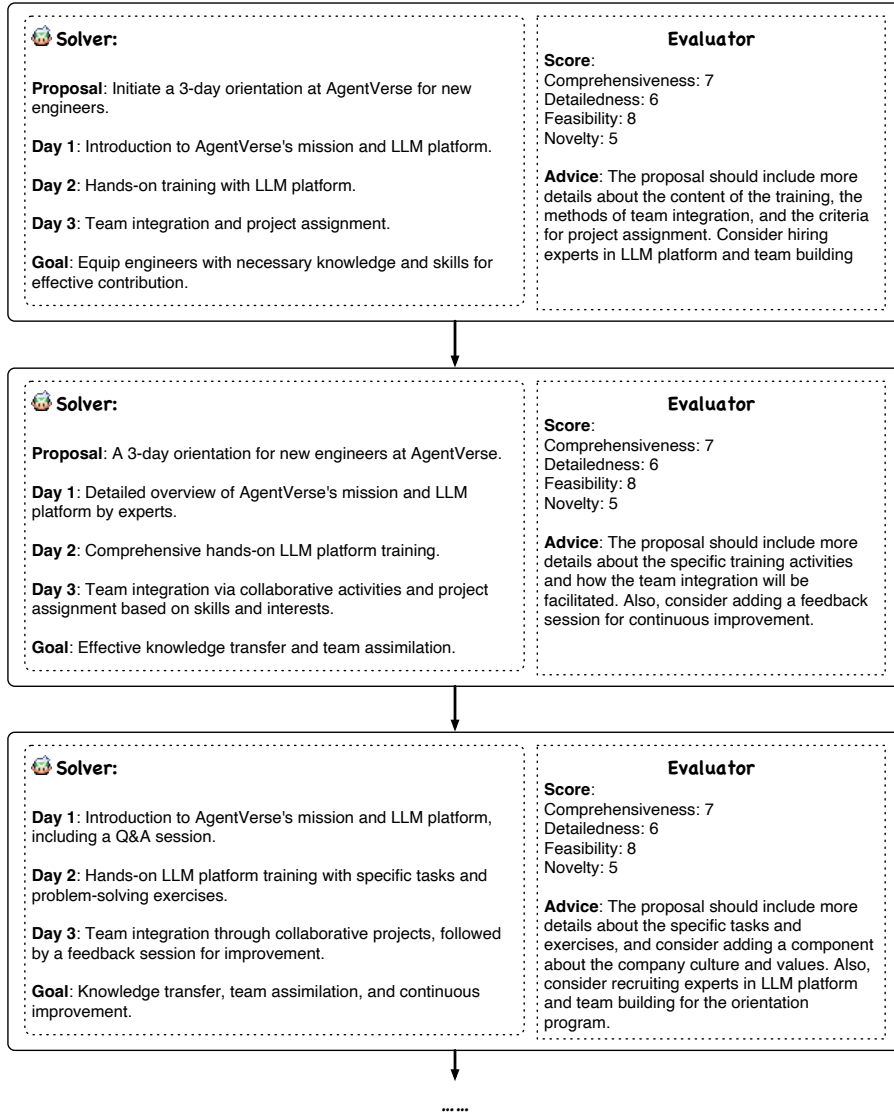 Solver:
Proposal: Initiate a 3-day orientation at AgentVerse for new
engineers.
Day 1: Introduction to AgentVerse's mission and LLM platform.
Day 2: Hands-on training with LLM platform.
Day 3: Team integration and project assignment.
Goal: Equip engineers with necessary knowledge and skills for
effective contribution.
Evaluator
Score:
Comprehensiveness: 7
Detailedness: 6
Feasibility: 8
Novelty: 5
Advice: The proposal should include more
details about the content of the training, the
methods of team integration, and the criteria
for project assignment. Consider hiring
experts in LLM platform and team building
Solver:
Proposal: A 3-day orientation for new engineers at AgentVerse.
Day 1: Detailed overview of AgentVerse's mission and LLM
platform by experts.
Day 2: Comprehensive hands-on LLM platform training.
Day 3: Team integration via collaborative activities and project
assignment based on skills and interests.
Goal: Effective knowledge transfer and team assimilation.
Evaluator
Score:
Comprehensiveness: 7
Detailedness: 6
Feasibility: 8
Novelty: 5
Advice: The proposal should include more
details about the specific training activities
and how the team integration will be
facilitated. Also, consider adding a feedback
session for continuous improvement.
Solver:
Day 1: Introduction to AgentVerse's mission and LLM platform,
including a Q&A session.
Day 2: Hands-on LLM platform training with specific tasks and
problem-solving exercises.
Day 3: Team integration through collaborative projects, followed
by a feedback session for improvement.
Goal: Knowledge transfer, team assimilation, and continuous
improvement.
Evaluator
Score:
Comprehensiveness: 7
Detailedness: 6
Feasibility: 8
Novelty: 5
Advice: The proposal should include more
details about the specific tasks and
exercises, and consider adding a component
about the company culture and values. Also,
consider recruiting experts in LLM platform
and team building for the orientation
program.
……